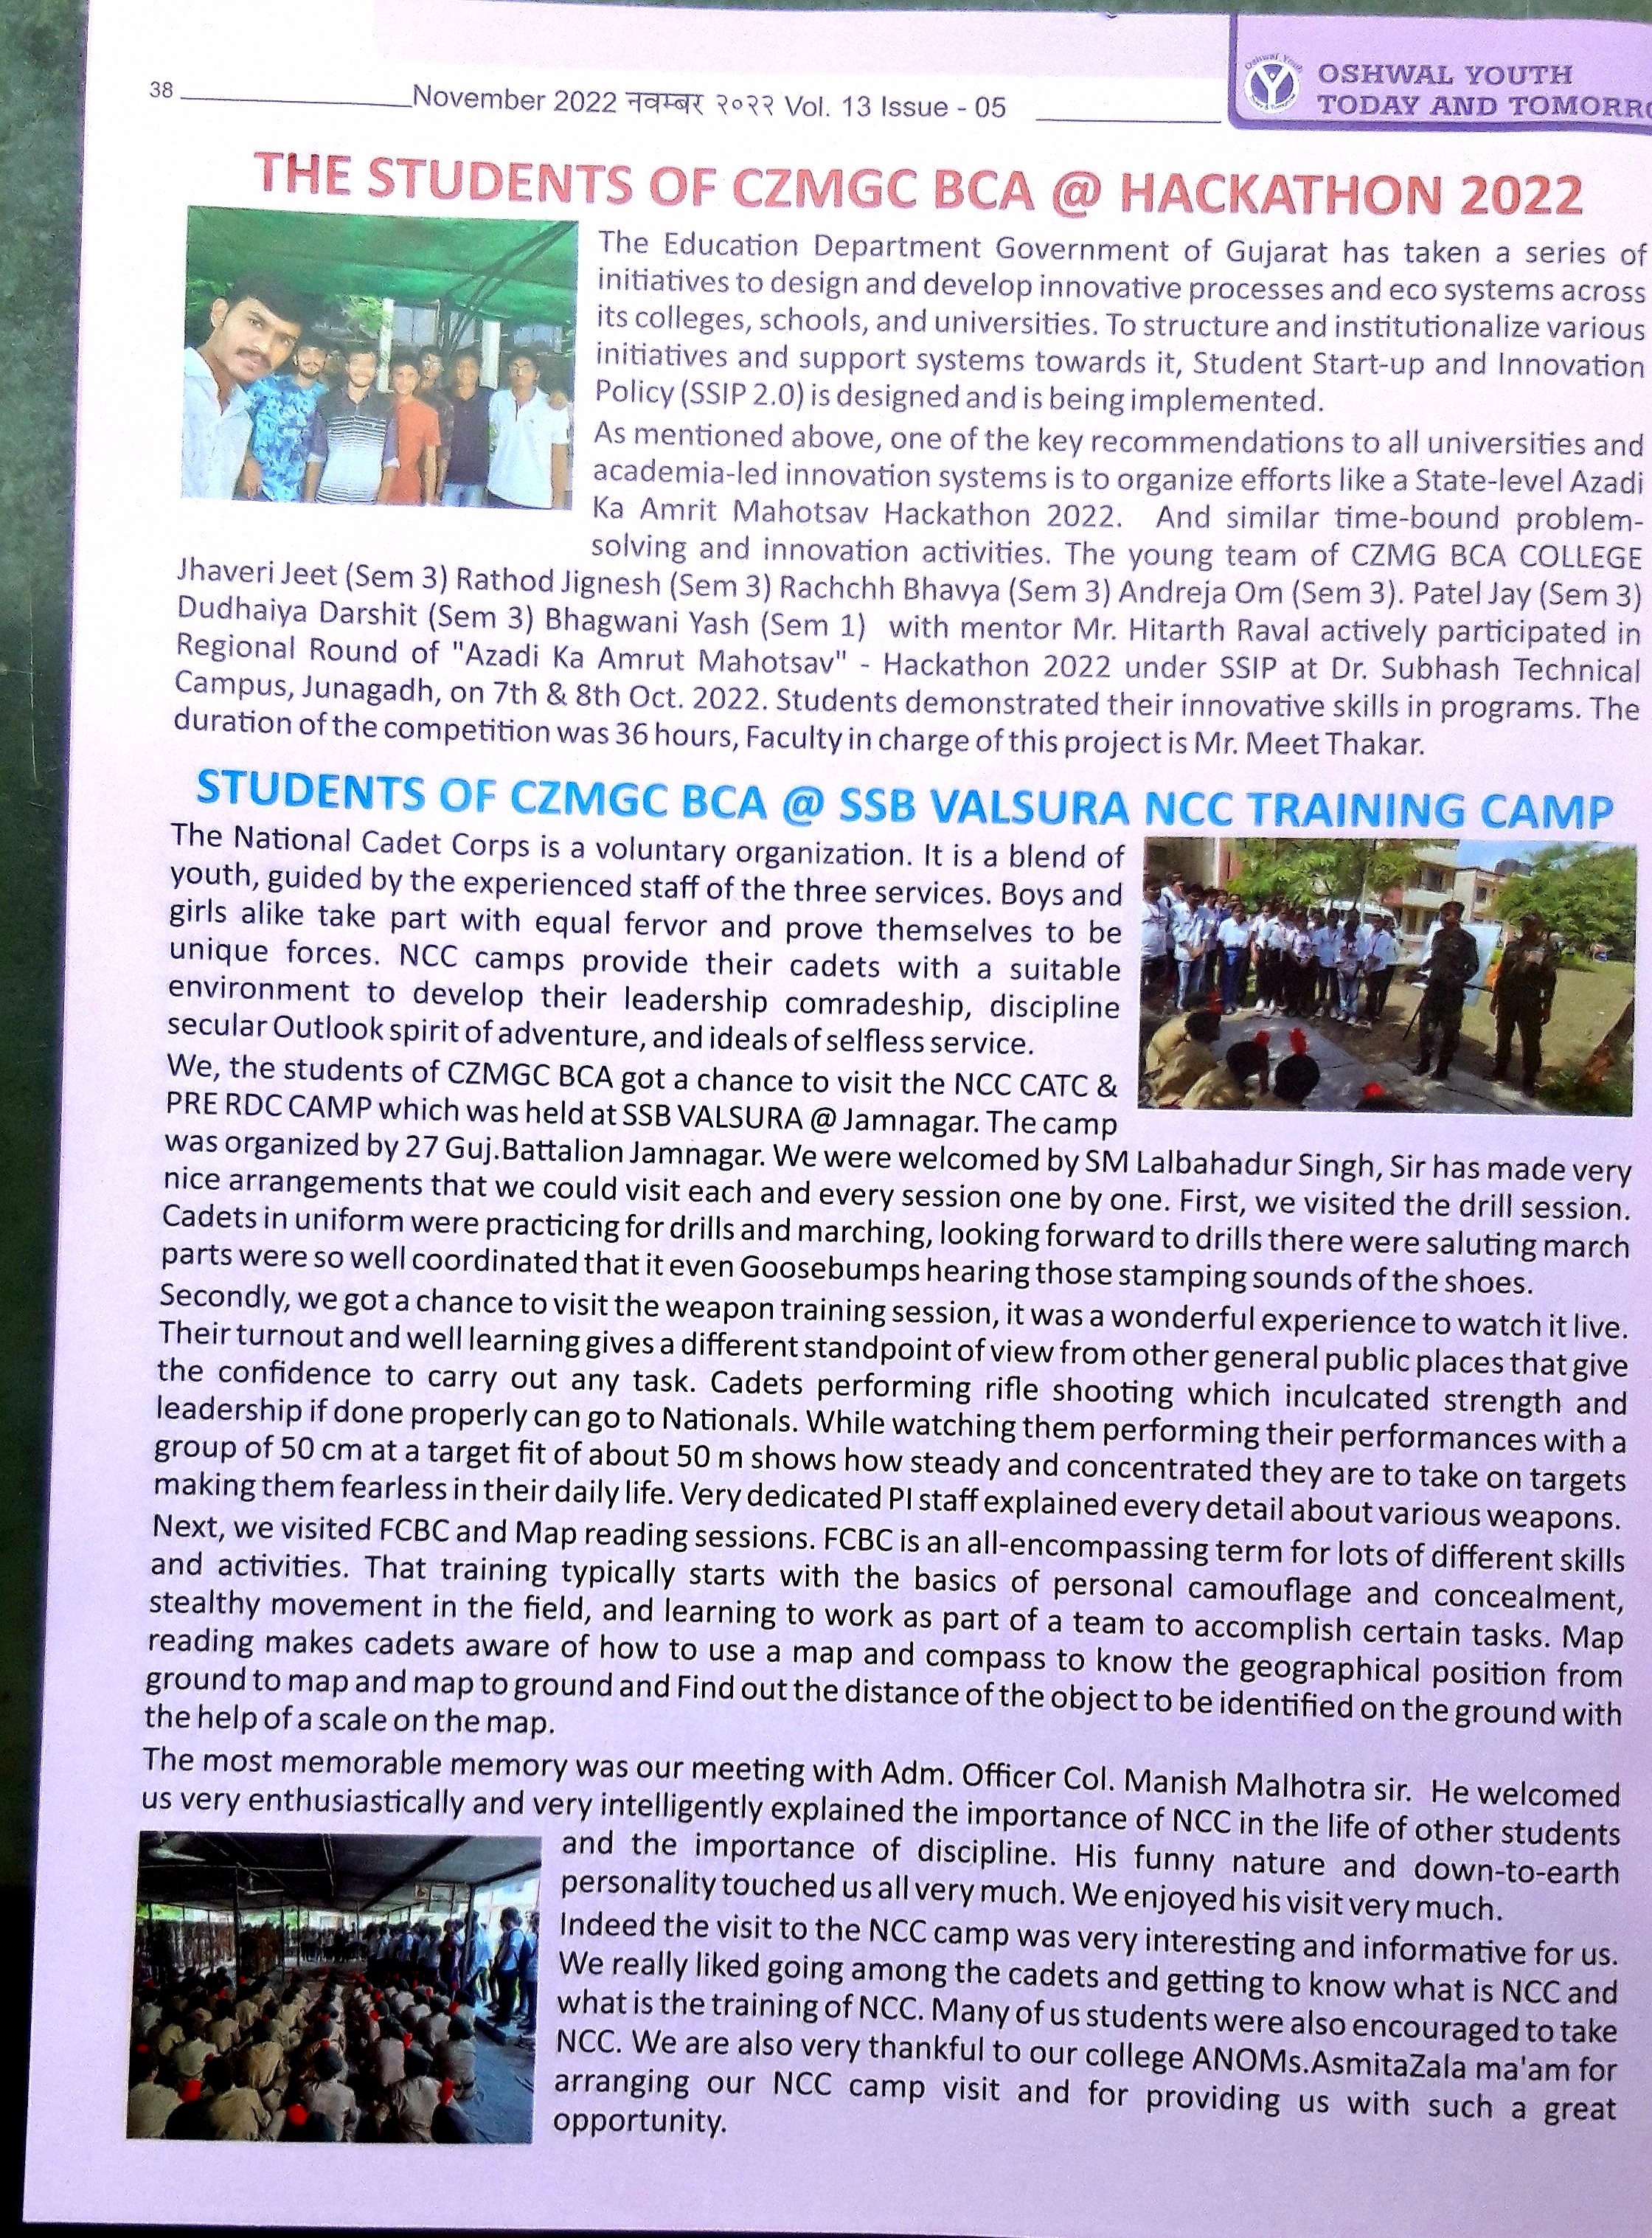 38
November 2022 नवम्बर २०२२ Vol. 13 Issue - 05
OSHWAL YOUTH
TODAY AND TOMORRO
THE STUDENTS OF CZMGC BCA @ HACKATHON 2022
The Education Department Government of Gujarat has taken a series of
initiatives to design and develop innovative processes and eco systems across
its colleges, schools, and universities. To structure and institutionalize various
initiatives and support systems towards it, Student Start-up and Innovation
Policy (SSIP 2.0) is designed and is being implemented.
As mentioned above, one of the key recommendations to all universities and
academia-led innovation systems is to organize efforts like a State-level Azadi
Ka Amrit Mahotsav Hackathon 2022. And similar time-bound problem-
solving and innovation activities. The young team of CZMG BCA COLLEGE
Jhaveri Jeet (Sem 3) Rathod Jignesh (Sem 3) Rachchh Bhavya (Sem 3) Andreja Om (Sem 3). Patel Jay (Sem 3)
Dudhaiya Darshit (Sem 3) Bhagwani Yash (Sem 1) with mentor Mr. Hitarth Raval actively participated in
Regional Round of "Azadi Ka Amrut Mahotsav" - Hackathon 2022 under SSIP at Dr. Subhash Technical
Campus, Junagadh, on 7th & 8th Oct. 2022. Students demonstrated their innovative skills in programs. The
duration of the competition was 36 hours, Faculty in charge of this project is Mr. Meet Thakar.
STUDENTS OF CZMGC BCA @ SSB VALSURA NCC TRAINING CAMP
The National Cadet Corps is a voluntary organization. It is a blend of
youth, guided by the experienced staff of the three services. Boys and
girls alike take part with equal fervor and prove themselves to be
unique forces. NCC camps provide their cadets with a suitable
environment to develop their leadership comradeship, discipline
secular Outlook spirit of adventure, and ideals of selfless service.
We, the students of CZMGC BCA got a chance to visit the NCC CATC &
PRE RDC CAMP which was held at SSB VALSURA @ Jamnagar. The camp
was organized by 27 Guj.Battalion Jamnagar. We were welcomed by SM Lalbahadur Singh, Sir has made very
nice arrangements that we could visit each and every session one by one. First, we visited the drill session.
Cadets in uniform were practicing for drills and marching, looking forward to drills there were saluting march
parts were so well coordinated that it even Goosebumps hearing those stamping sounds of the shoes.
Secondly, we got a chance to visit the weapon training session, it was a wonderful experience to watch it live.
Their turnout and well learning gives a different standpoint of view from other general public places that give
the confidence to carry out any task. Cadets performing rifle shooting which inculcated strength and
leadership if done properly can go to Nationals. While watching them performing their performances with a
group of 50 cm at a target fit of about 50 m shows how steady and concentrated they are to take on targets
making them fearless in their daily life. Very dedicated PI staff explained every detail about various weapons.
Next, we visited FCBC and Map reading sessions. FCBC is an all-encompassing term for lots of different skills
and activities. That training typically starts with the basics of personal camouflage and concealment,
stealthy movement in the field, and learning to work as part of a team to accomplish certain tasks. Map
reading makes cadets aware of how to use a map and compass to know the geographical position from
ground to map and map to ground and Find out the distance of the object to be identified on the ground with
the help of a scale on the map.
The most memorable memory was our meeting with Adm. Officer Col. Manish Malhotra sir. He welcomed
us very enthusiastically and very intelligently explained the importance of NCC in the life of other students
and the importance of discipline. His funny nature and down-to-earth
personality touched us all very much. We enjoyed his visit very much.
Indeed the visit to the NCC camp was very interesting and informative for us.
We really liked going among the cadets and getting to know what is NCC and
what is the training of NCC. Many of us students were also encouraged to take
NCC. We are also very thankful to our college ANOMs.AsmitaZala ma'am for
arranging our NCC camp visit and for providing us with such a great
opportunity.